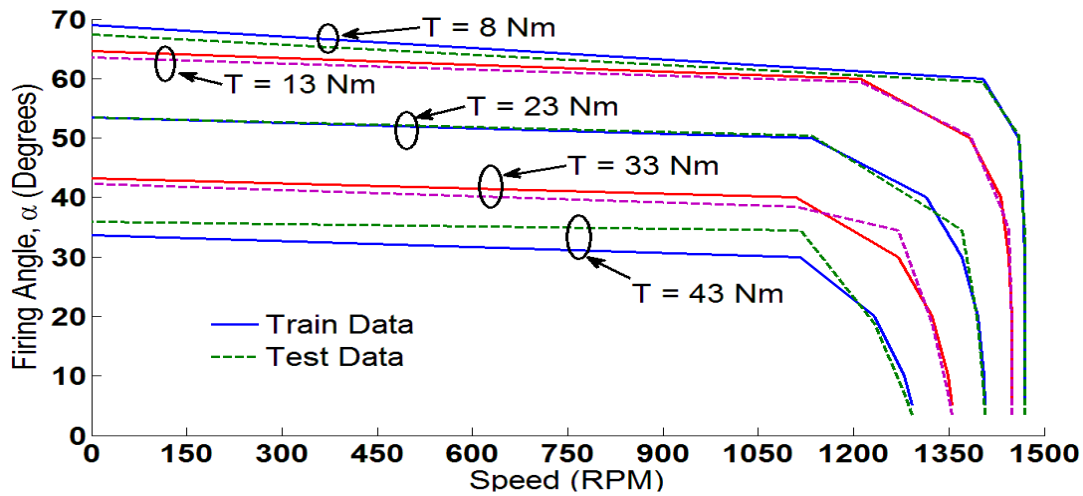 Firing Angle, α (Degrees)
70
60
50
40
30
20
10
0
T = 8 Nm
T = 13 Nm
T = 23 Nm
T = 33 Nm
T = 43 Nm
Train Data
Test Data
0 150 300 450 600 750 900 1050 1200 1350 1500
Speed (RPM)